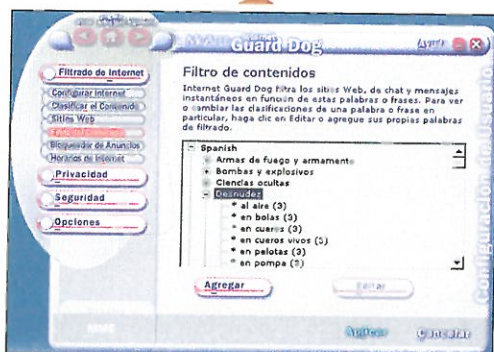 Guard Dog
Ayuda
Filtrado de Internet
Configurar Internet
Clasificar el Contenido
Sitios Web
Filtro de Contenidos
Bloqueador de Anuncios
Horarios de Internet
Privacidad
Seguridad
Opciones
Filtro de contenidos
Internet Guard Dog filtra los sitios Web, de chat y mensajes
instantáneos en función de estas palabras o frases. Para ver
o cambiar las clasificaciones de una palabra o frase en
particular, haga clic en Editar o agregue sus propias palabras
de filtrado.
Spanish
Armas de fuego y armamento
Bombas y explosivos
Ciencias ocultas
Desnudez
* al aire (3)
* en bolas (3)
* en cueros (3)
* en cueros vivos (3)
* en pelotas (3)
* en pompa (3)
Agregar
Editar
Configuración del Usuario
Aplicar
Cancelar